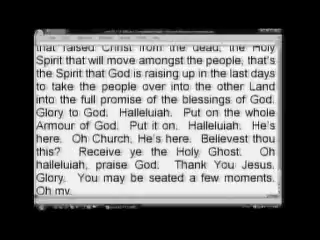 that raised Christ from the dead, the Holy
Spirit that will move amongst the people, that's
the Spirit that God is raising up in the last days
to take the people over into the other Land
into the full promise of the blessings of God.
Glory to God. Halleluiah. Put on the whole
Armour of God. Put it on. Halleluiah. He's
here. Oh Church, He's here. Believest thou
this? Receive ye the Holy Ghost. Oh
halleluiah, praise God. Thank You Jesus.
Glory. You may be seated a few moments.
Oh my,